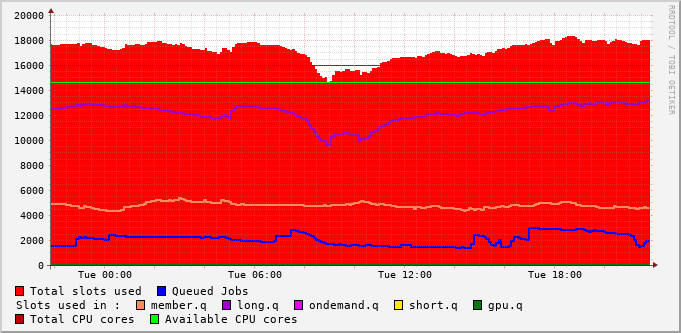 20000
18000
16000
14000
12000
10000
8000
6000
4000
2000
0
Tue 00:00 Tue 06:00 Tue 12:00 Tue 18:00
RRDTOOL / TOBI OETIKER
Total slots used Queued Jobs
Slots used in : member.q long.q ondemand.q short.q gpu.q
Total CPU cores Available CPU cores